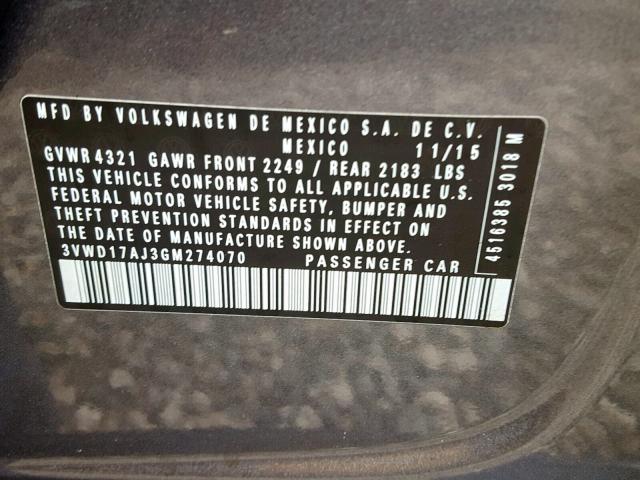 MFD BY VOLKSWAGEN DE MEXICO S.A. DE C.V.
MEXICO 11/15
GVWR 4321 GAWR FRONT 2249 / REAR 2183 LBS
THIS VEHICLE CONFORMS TO ALL APPLICABLE U.S.
FEDERAL MOTOR VEHICLE SAFETY, BUMPER AND
THEFT PREVENTION STANDARDS IN EFFECT ON
THE DATE OF MANUFACTURE SHOWN ABOVE.
3VWD17AJ3GM274070 PASSENGER CAR
4516385 3018 M